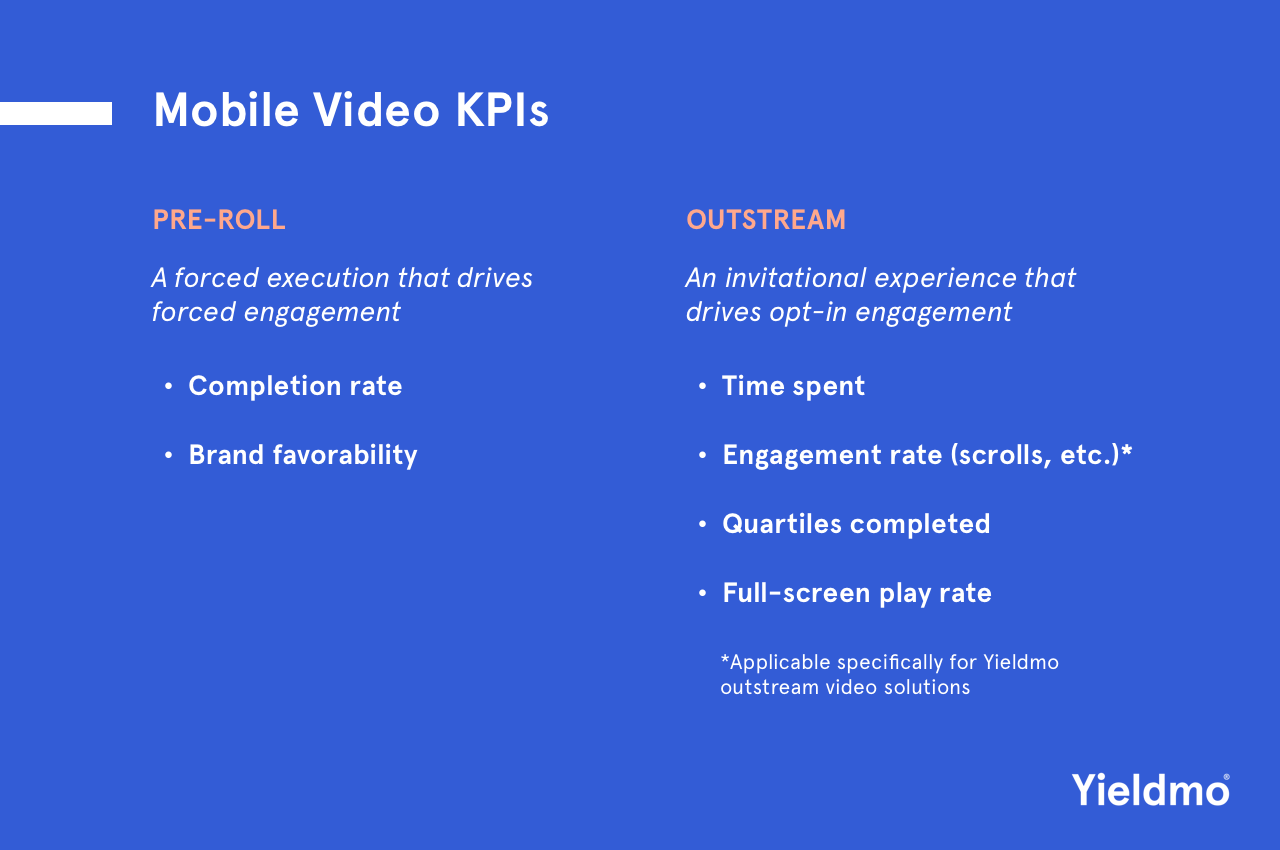 Mobile Video KPIs
PRE-ROLL
A forced execution that drives
forced engagement
• Completion rate
• Brand favorability
OUTSTREAM
An invitational experience that
drives opt-in engagement
• Time spent
• Engagement rate (scrolls, etc.)*
• Quartiles completed
• Full-screen play rate
*Applicable specifically for Yieldmo
outstream video solutions
Yieldmo®